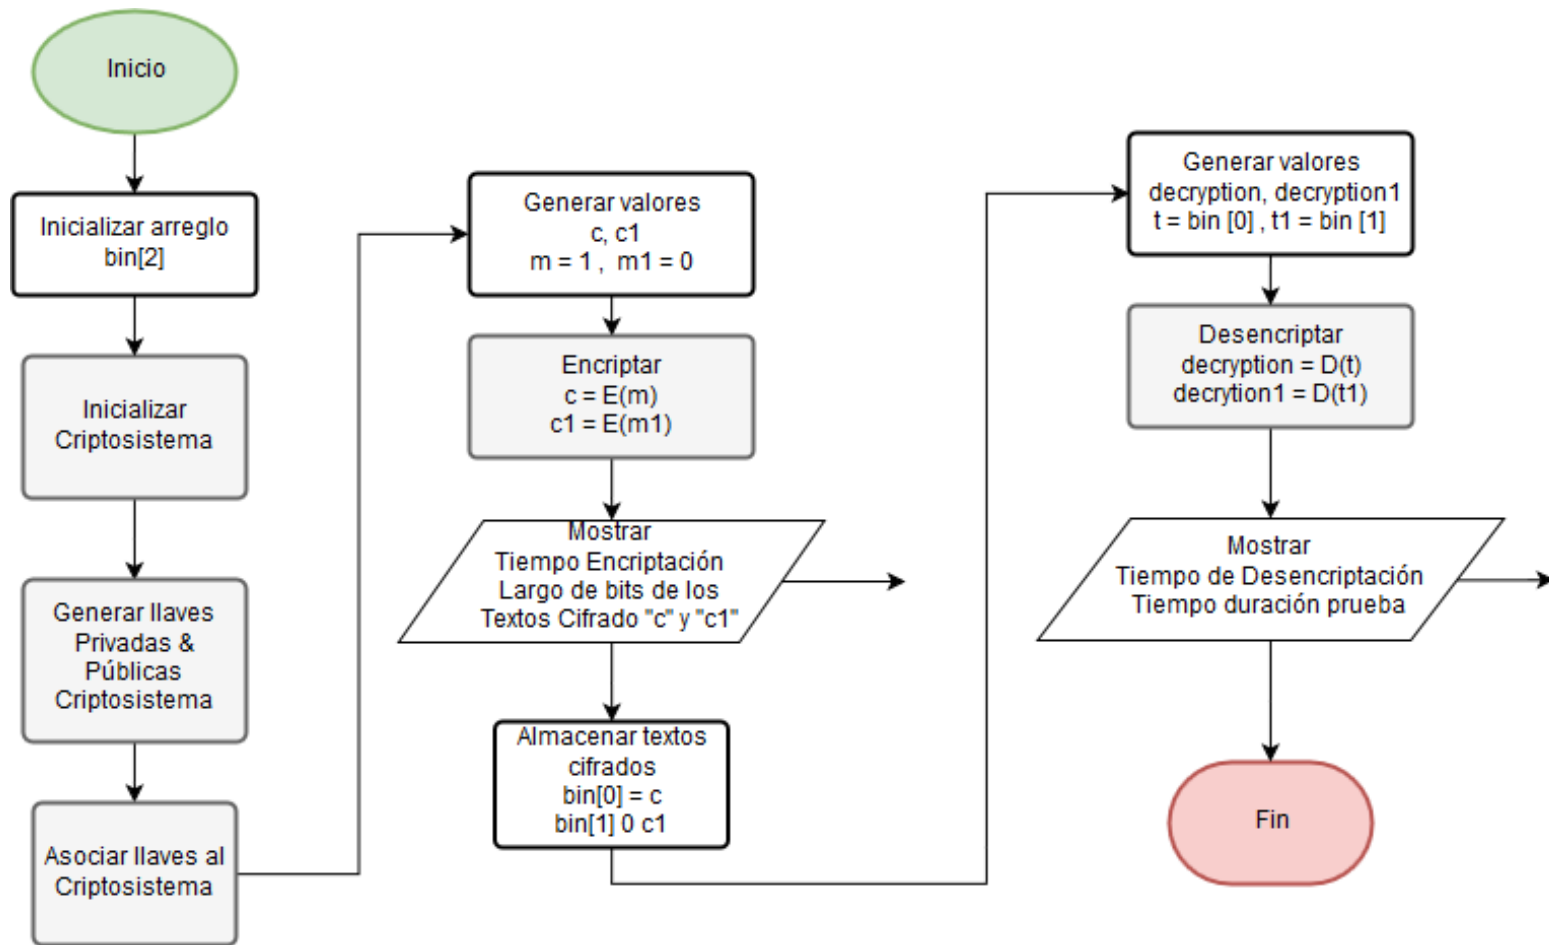 Inicio
Inicializar arreglo
bin[2]
Inicializar
Criptosistema
Generar llaves
Privadas &
Públicas
Criptosistema
Asociar llaves al
Criptosistema
Generar valores
c, c1
m = 1 ,  m1 = 0
Encriptar
c = E(m)
c1 = E(m1)
Mostrar
Tiempo Encriptación
Largo de bits de los
Textos Cifrado "c" y "c1"
Almacenar textos
cifrados
bin[0] = c
bin[1] 0 c1
Generar valores
decryption, decryption1
t = bin [0] , t1 = bin [1]
Desencriptar
decryption = D(t)
decrytion1 = D(t1)
Mostrar
Tiempo de Desencriptación
Tiempo duración prueba
Fin